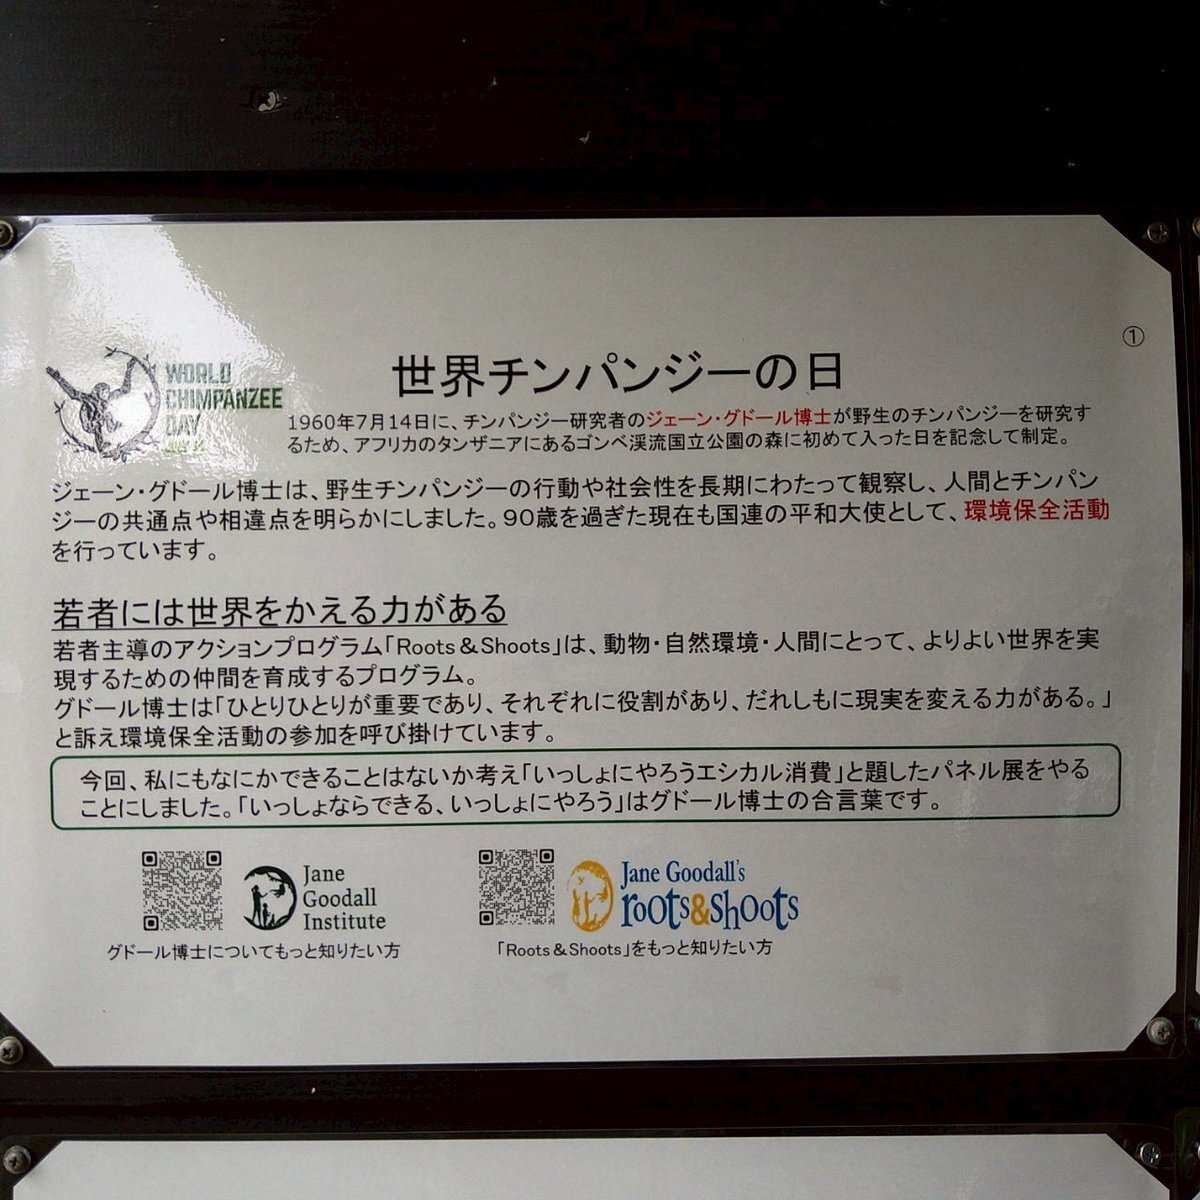 ①
世界チンパンジーの日
WORLD
CHIMPANZEE
DAY
1960年7月14日に、チンパンジー研究者のジェーン・グドール博士が野生のチンパンジーを研究す
るため、アフリカのタンザニアにあるゴンベ渓流国立公園の森に初めて入った日を記念して制定。
ジェーン・グドール博士は、野生チンパンジーの行動や社会性を長期にわたって観察し、人間とチンパン
ジーの共通点や相違点を明らかにしました。90歳を過ぎた現在も国連の平和大使として、環境保全活動
を行っています。
若者には世界をかえる力がある
若者主導のアクションプログラム「Roots&Shoots」は、動物・自然環境・人間にとって、よりよい世界を実
現するための仲間を育成するプログラム。
グドール博士は「ひとりひとりが重要であり、それぞれに役割があり、だれしもに現実を変える力がある。」
と訴え環境保全活動の参加を呼び掛けています。
今回、私にもなにかできることはないか考え「いっしょにやろうエシカル消費」と題したパネル展をやる
ことにしました。「いっしょならできる、いっしょにやろう」はグドール博士の合言葉です。
Jane
Goodall
Institute
グドール博士についてもっと知りたい方
Jane Goodall's
roots&shoots
「Roots&Shoots」をもっと知りたい方